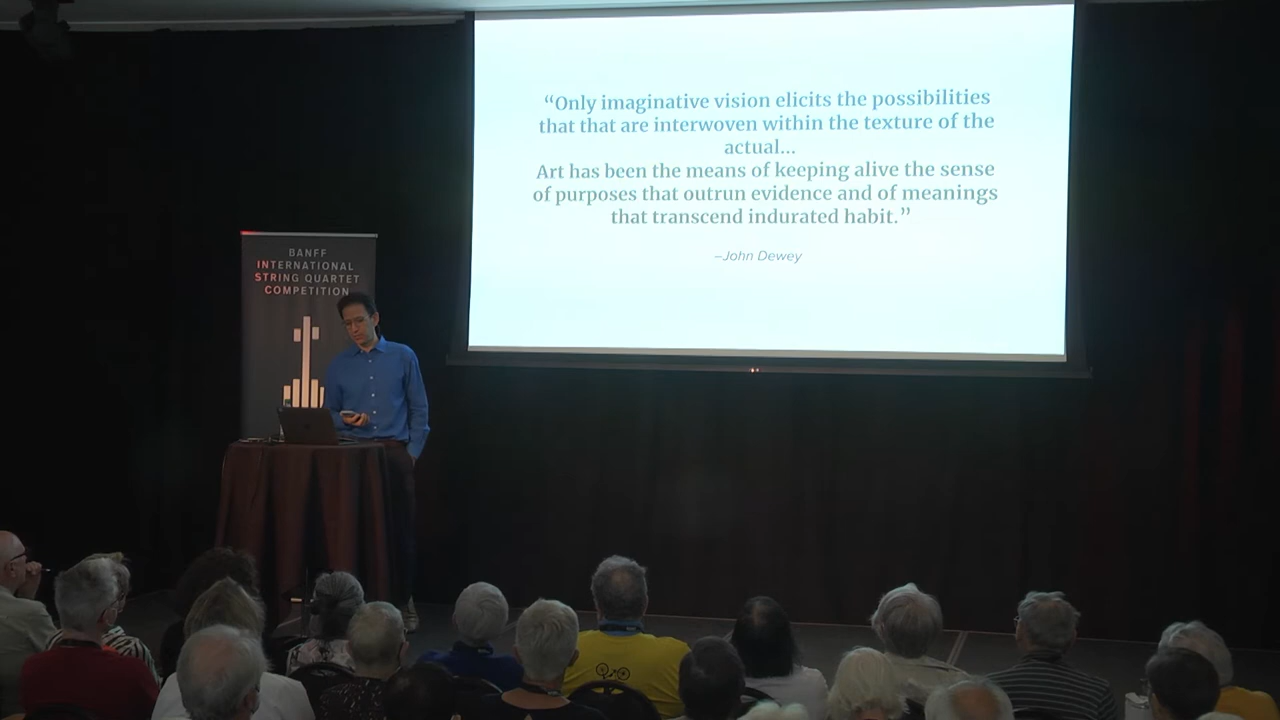 “Only imaginative vision elicits the possibilities
that that are interwoven within the texture of the
actual...
Art has been the means of keeping alive the sense
of purposes that outrun evidence and of meanings
that transcend indurated habit.”
–John Dewey
BANFF
INTERNATIONAL
STRING QUARTET
COMPETITION